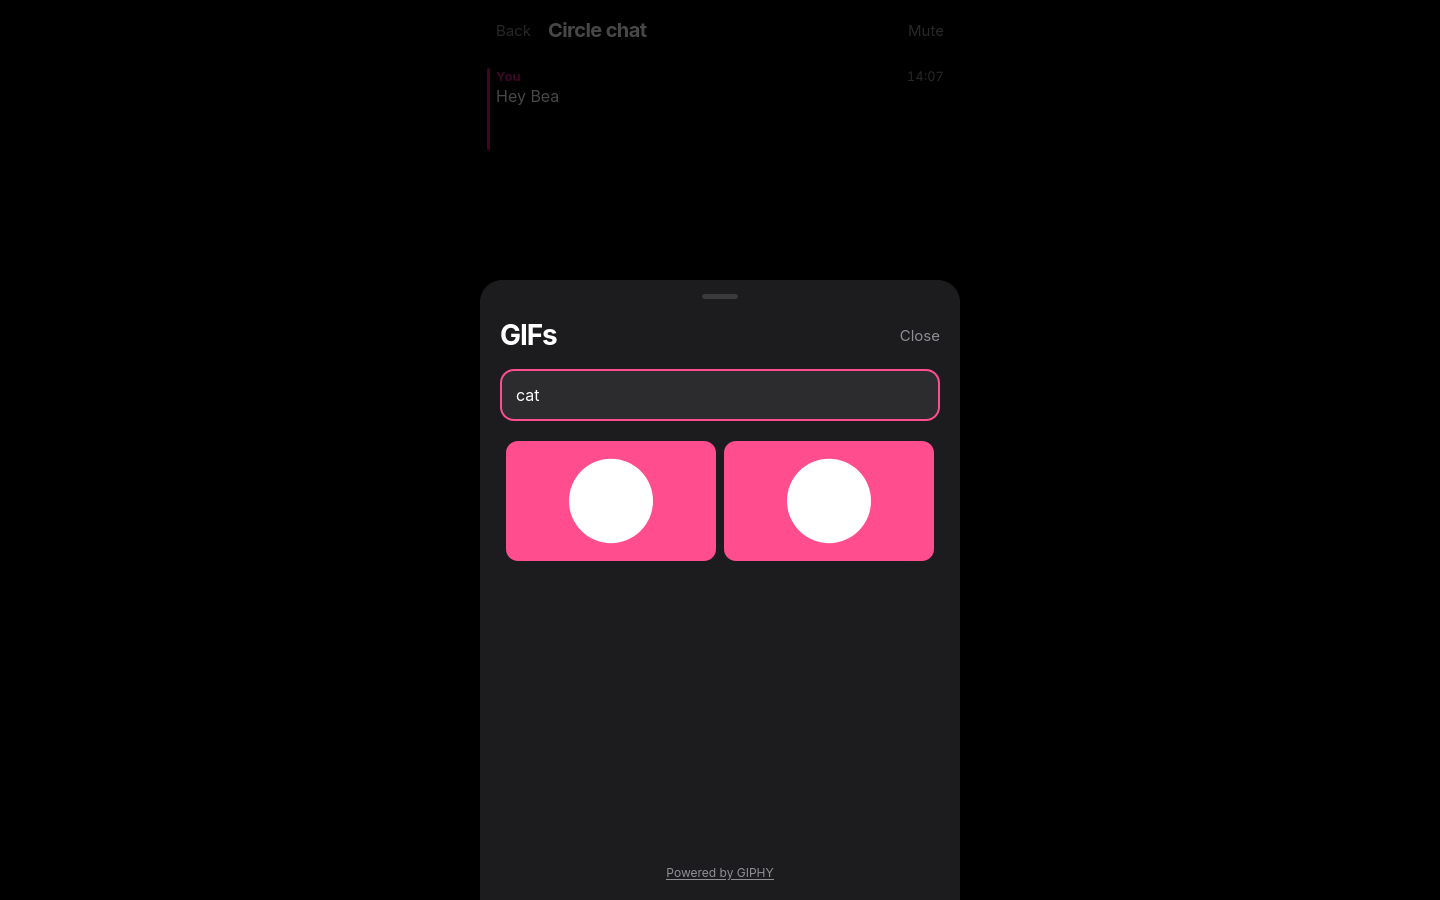 Back Circle chat Mute
You 14:07
Hey Bea
GIFs Close
cat
Powered by GIPHY